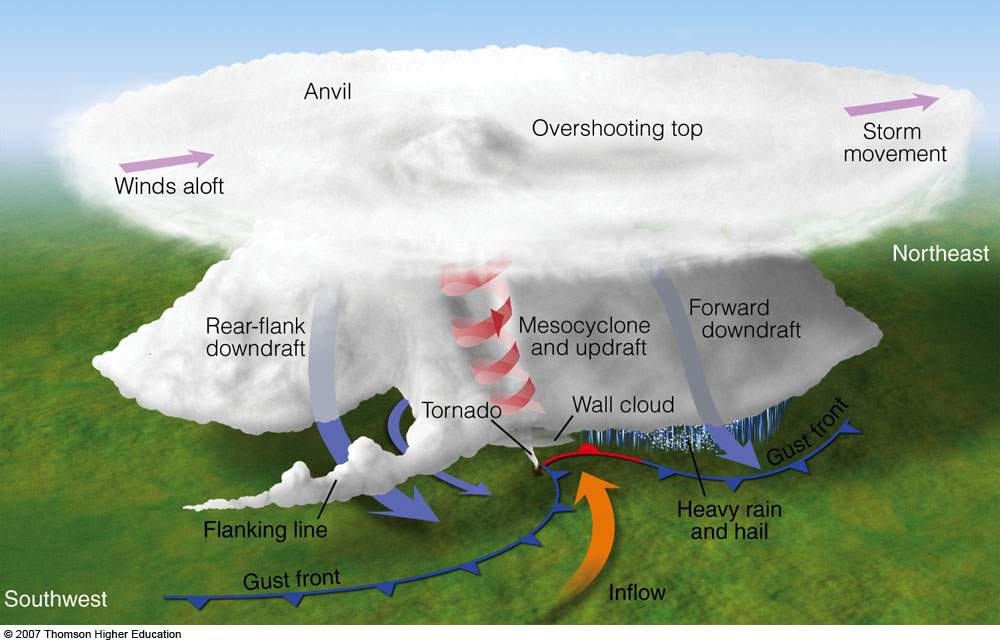 Anvil
Overshooting top
Storm
movement
Winds aloft
Northeast
Rear-flank
downdraft
Mesocyclone
and updraft
Forward
downdraft
Tornado
Wall cloud
Gust front
Flanking line
Heavy rain
and hail
Gust front
Inflow
Southwest
© 2007 Thomson Higher Education